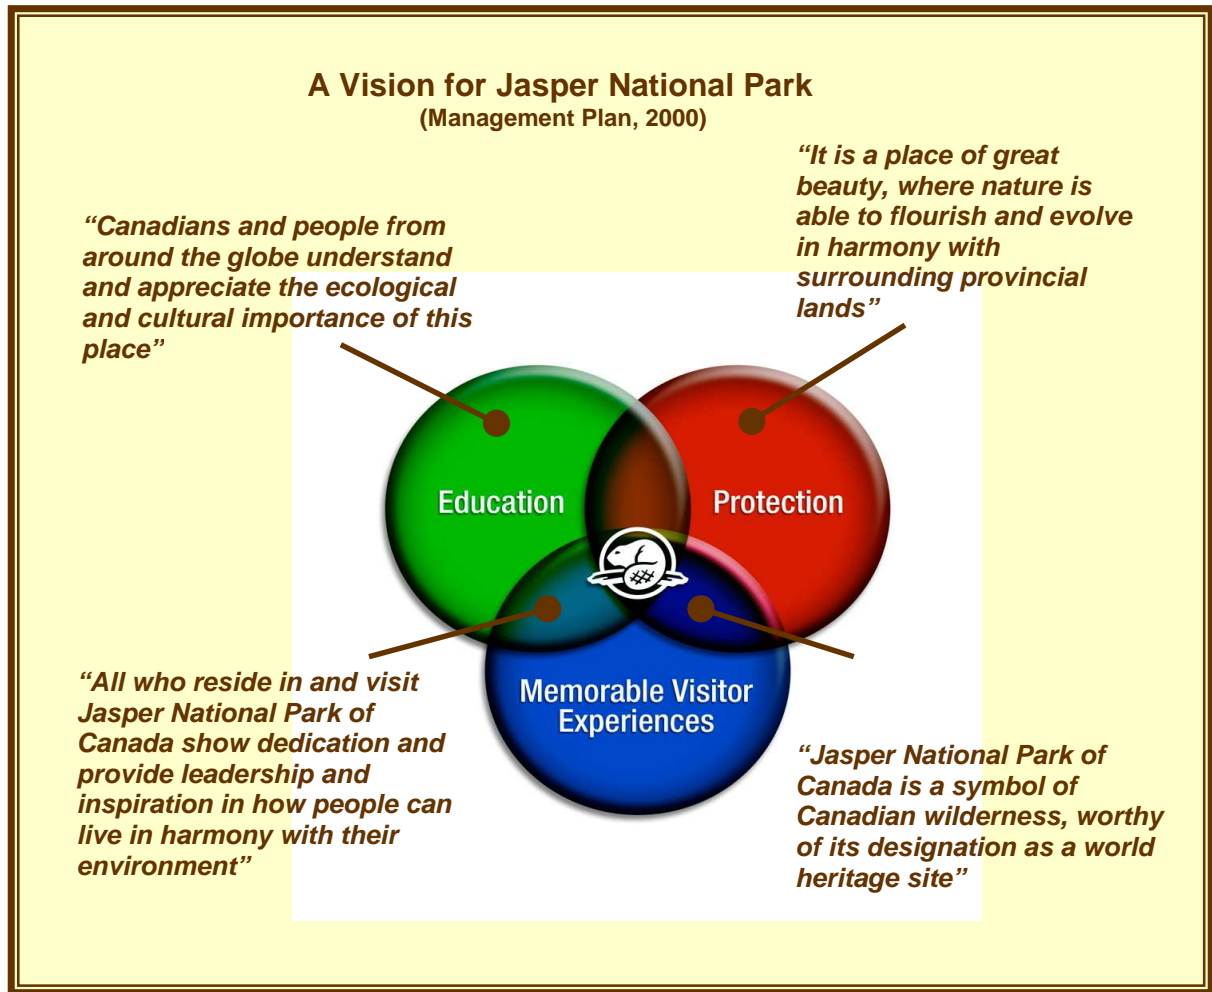 A Vision for Jasper National Park
(Management Plan, 2000)
“It is a place of great
beauty, where nature is
able to flourish and evolve
in harmony with
surrounding provincial
lands”
“Canadians and people from
around the globe understand
and appreciate the ecological
and cultural importance of this
place”
Education
Protection
Memorable Visitor
Experiences
“All who reside in and visit
Jasper National Park of
Canada show dedication and
provide leadership and
inspiration in how people can
live in harmony with their
environment”
“Jasper National Park of
Canada is a symbol of
Canadian wilderness, worthy
of its designation as a world
heritage site”